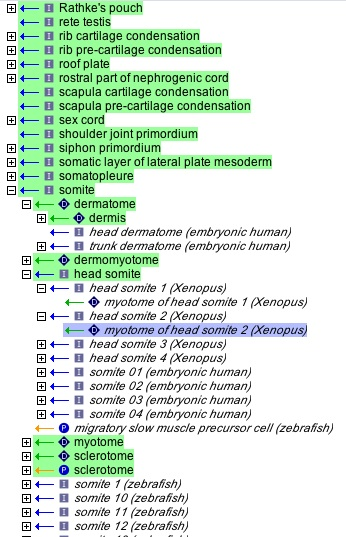 Rathke's pouch
rete testis
rib cartilage condensation
rib pre-cartilage condensation
roof plate
rostral part of nephrogenic cord
scapula cartilage condensation
scapula pre-cartilage condensation
sex cord
shoulder joint primordium
siphon primordium
somatic layer of lateral plate mesoderm
somatopleure
somite
D dermatome
D dermis
head dermatome (embryonic human)
trunk dermatome (embryonic human)
D dermomyotome
head somite
head somite 1 (Xenopus)
D myotome of head somite 1 (Xenopus)
head somite 2 (Xenopus)
D myotome of head somite 2 (Xenopus)
head somite 3 (Xenopus)
head somite 4 (Xenopus)
somite 01 (embryonic human)
somite 02 (embryonic human)
somite 03 (embryonic human)
somite 04 (embryonic human)
P migratory slow muscle precursor cell (zebrafish)
D myotome
D sclerotome
P sclerotome
somite 1 (zebrafish)
somite 10 (zebrafish)
somite 11 (zebrafish)
somite 12 (zebrafish)